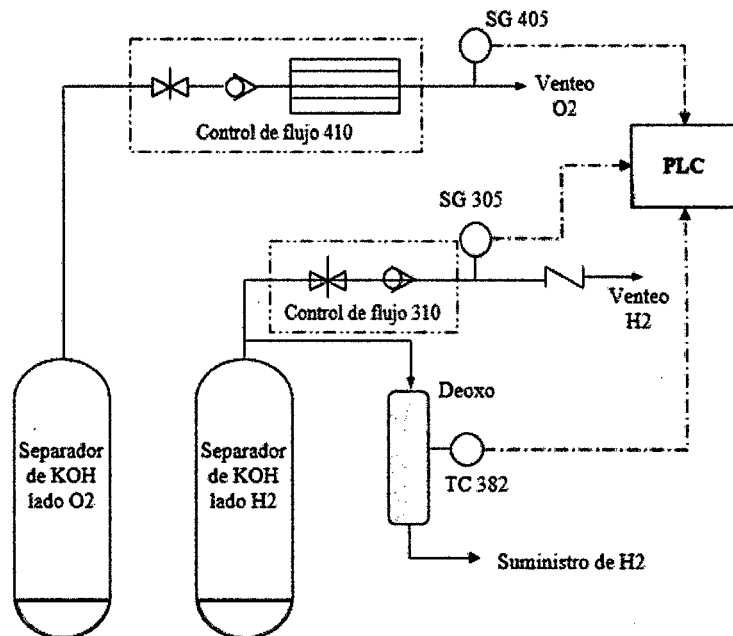 SG 405
Venteo
O2
Control de flujo 410
PLC
SG 305
Control de flujo 310
Venteo
H2
Deoxo
Separador
de KOH
lado O2
Separador
de KOH
lado H2
TC 382
Suministro de H2